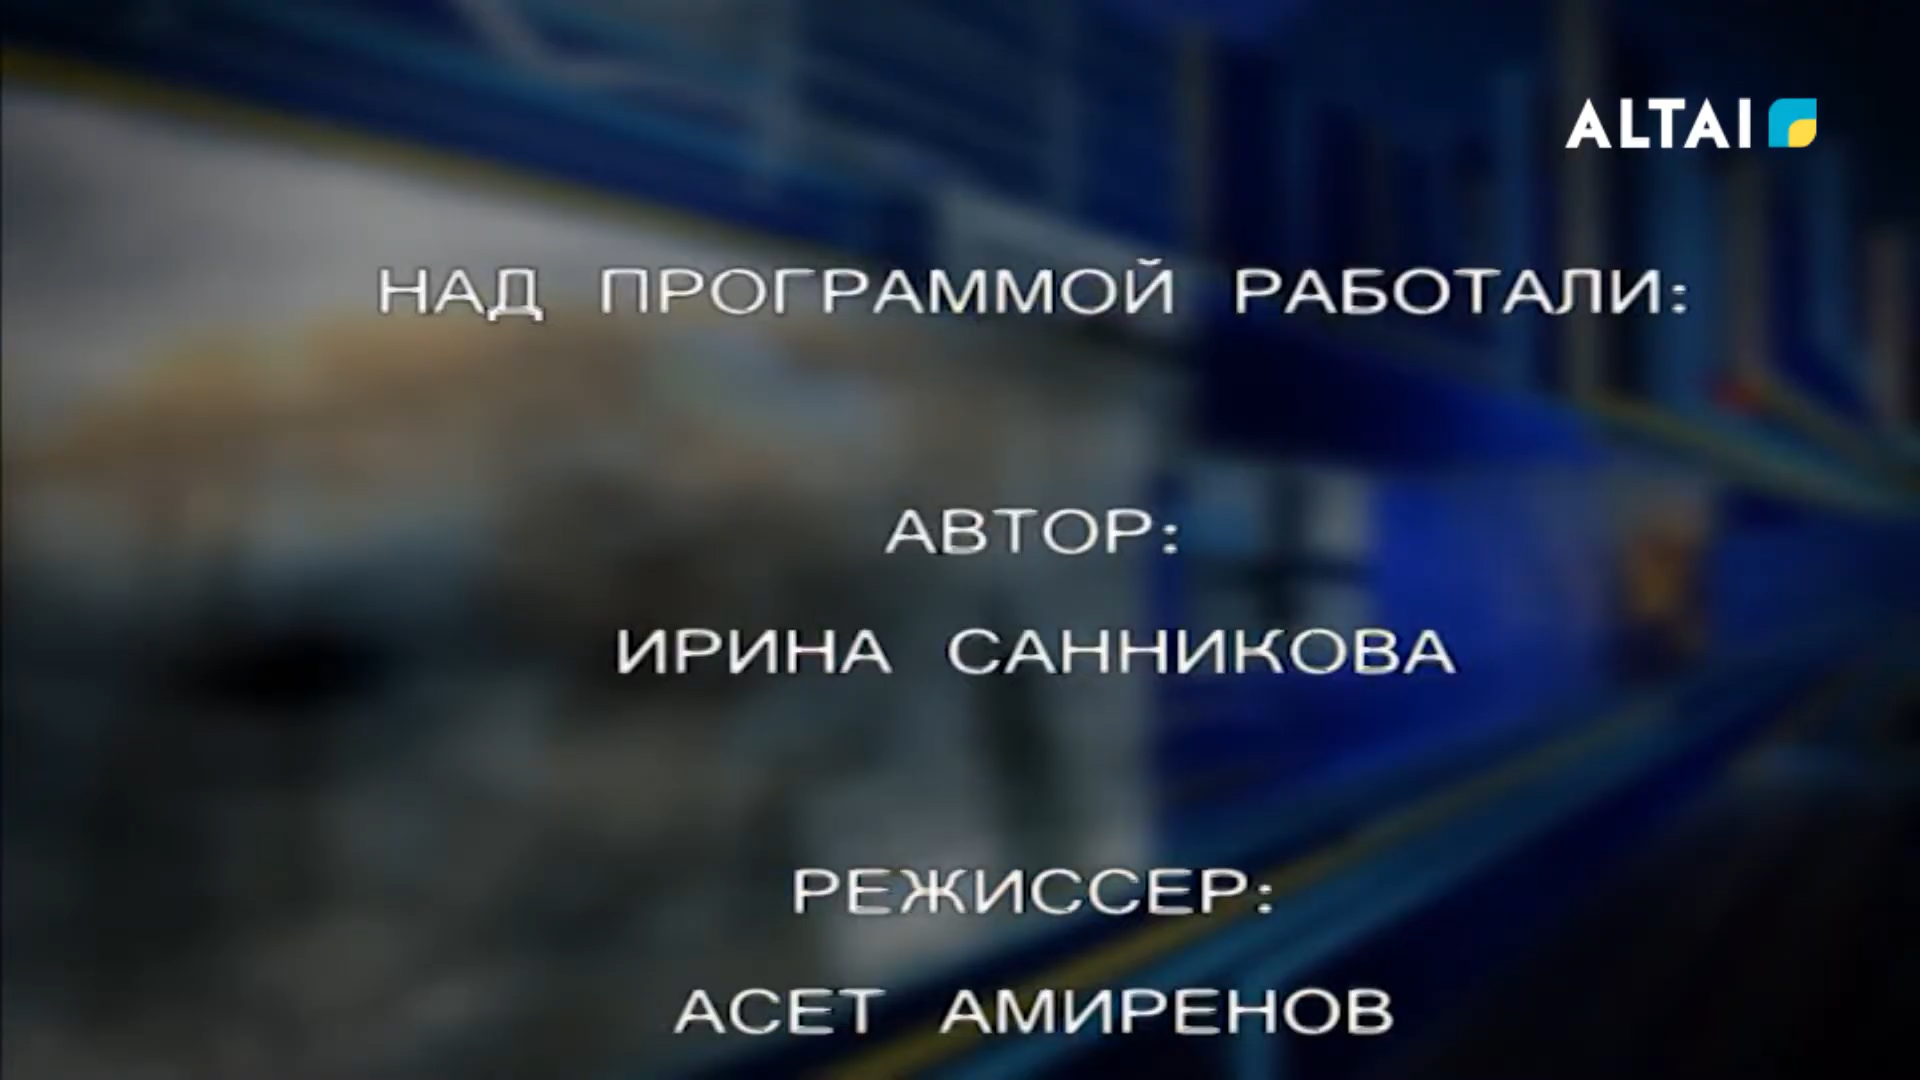 ALTAI
НАД ПРОГРАММОЙ РАБОТАЛИ:
АВТОР:
ИРИНА САННИКОВА
РЕЖИССЕР:
АСЕТ АМИРЕНОВ